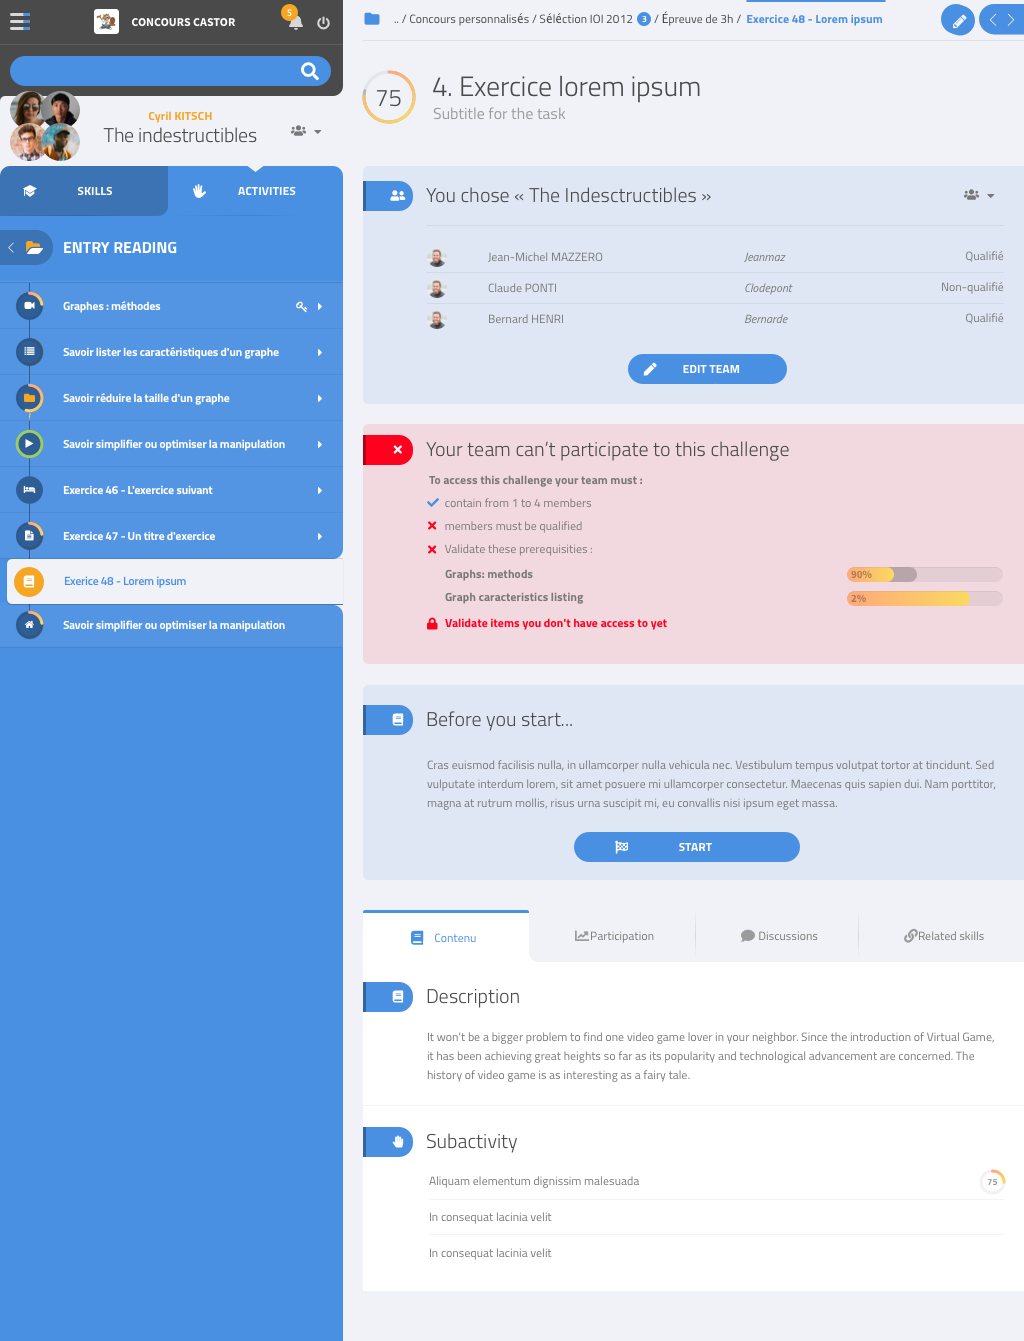 CONCOURS CASTOR
5
Cyril KITSCH
The indestructibles
SKILLS
ACTIVITIES
ENTRY READING
Graphes : méthodes
Savoir lister les caractéristiques d'un graphe
Savoir réduire la taille d'un graphe
Savoir simplifier ou optimiser la manipulation
Exercice 46 - L'exercice suivant
Exercice 47 - Un titre d'exercice
Exerice 48 - Lorem ipsum
Savoir simplifier ou optimiser la manipulation
.. / Concours personnalisés / Séléction IOI 2012 3 / Épreuve de 3h / Exercice 48 - Lorem ipsum
75
4. Exercice lorem ipsum
Subtitle for the task
You chose « The Indesctructibles »
Jean-Michel MAZZERO Jeanmaz Qualifié
Claude PONTI Clodepont Non-qualifié
Bernard HENRI Bernarde Qualifié
EDIT TEAM
Your team can't participate to this challenge
To access this challenge your team must :
contain from 1 to 4 members
members must be qualified
Validate these prerequisities :
Graphs: methods 90%
Graph caracteristics listing 2%
Validate items you don't have access to yet
Before you start...
Cras euismod facilisis nulla, in ullamcorper nulla vehicula nec. Vestibulum tempus volutpat tortor at tincidunt. Sed
vulputate interdum lorem, sit amet posuere mi ullamcorper consectetur. Maecenas quis sapien dui. Nam porttitor,
magna at rutrum mollis, risus urna suscipit mi, eu convallis nisi ipsum eget massa.
START
Contenu
Participation
Discussions
Related skills
Description
It won't be a bigger problem to find one video game lover in your neighbor. Since the introduction of Virtual Game,
it has been achieving great heights so far as its popularity and technological advancement are concerned. The
history of video game is as interesting as a fairy tale.
Subactivity
Aliquam elementum dignissim malesuada 75
In consequat lacinia velit
In consequat lacinia velit